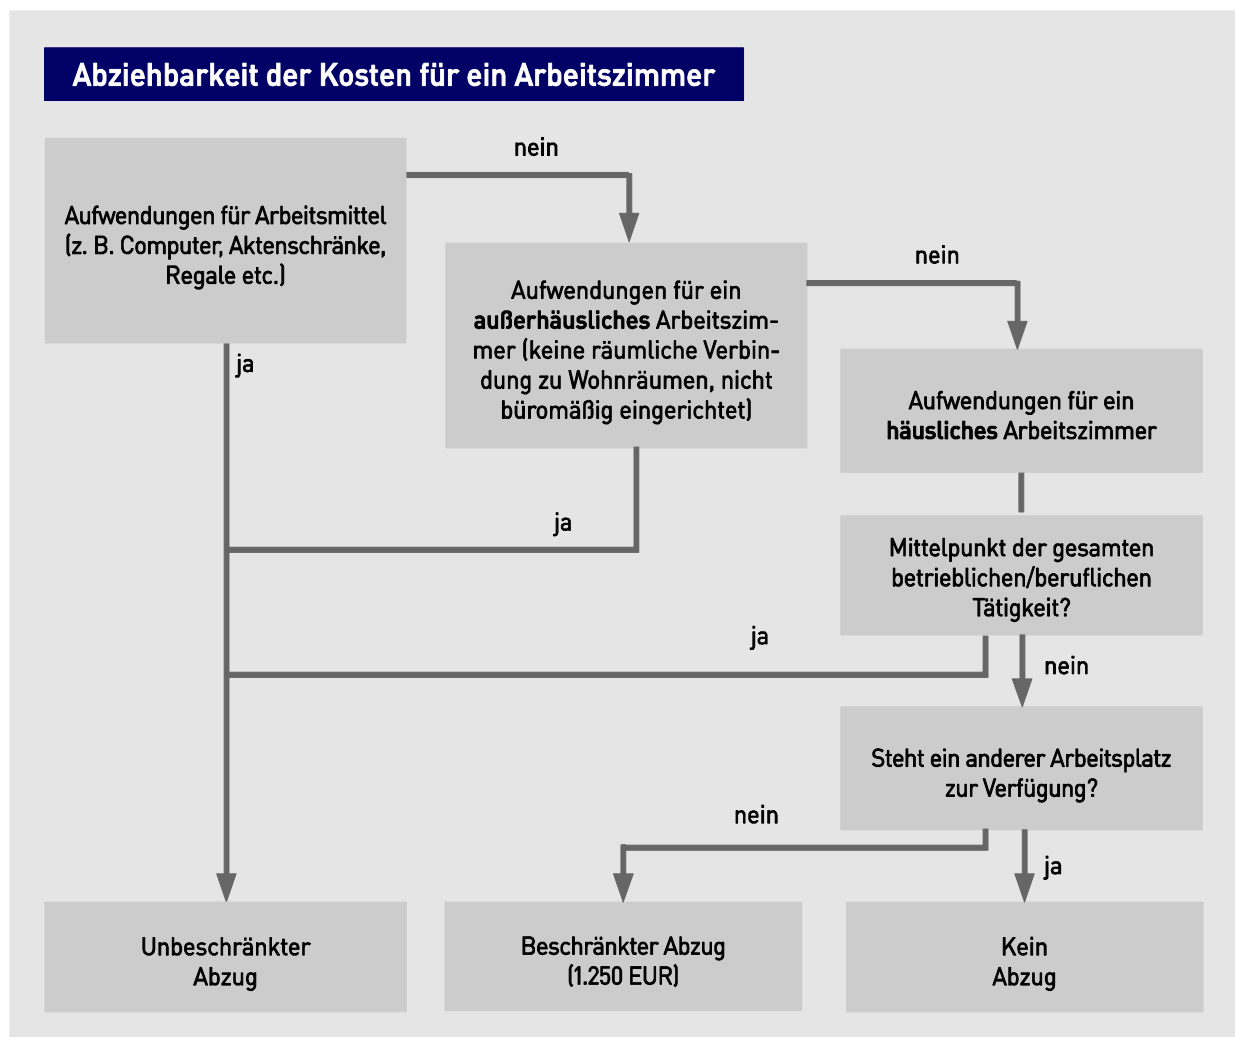 Abziehbarkeit der Kosten für ein Arbeitszimmer
nein
Aufwendungen für Arbeitsmittel
(z. B. Computer, Aktenschränke,
Regale etc.)
ja
nein
Aufwendungen für ein
außerhäusliches Arbeitszim-
mer (keine räumliche Verbin-
dung zu Wohnräumen, nicht
büromäßig eingerichtet)
ja
Aufwendungen für ein
häusliches Arbeitszimmer
Mittelpunkt der gesamten
betrieblichen/beruflichen
Tätigkeit?
ja
nein
Steht ein anderer Arbeitsplatz
zur Verfügung?
nein
ja
Unbeschränkter
Abzug
Beschränkter Abzug
(1.250 EUR)
Kein
Abzug